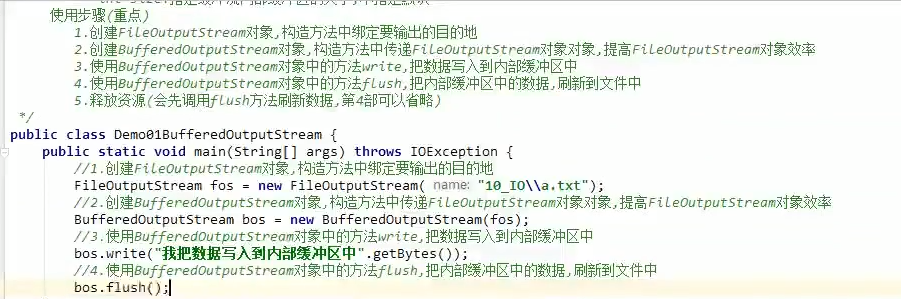 int size:指定缓冲流内部缓冲区的大小,不指定默认
使用步骤(重点)
1.创建FileOutputStream对象,构造方法中绑定要输出的目的地
2.创建BufferedOutputStream对象,构造方法中传递FileOutputStream对象对象,提高FileOutputStream对象效率
3.使用BufferedOutputStream对象中的方法write,把数据写入到内部缓冲区中
4.使用BufferedOutputStream对象中的方法flush,把内部缓冲区中的数据,刷新到文件中
5.释放资源(会先调用flush方法刷新数据,第4部可以省略)
*/
public class Demo01BufferedOutputStream {
public static void main(String[] args) throws IOException {
//1.创建FileOutputStream对象,构造方法中绑定要输出的目的地
FileOutputStream fos = new FileOutputStream( name: "10_IO\\a.txt");
//2.创建BufferedOutputStream对象,构造方法中传递FileOutputStream对象对象,提高FileOutputStream对象效率
BufferedOutputStream bos = new BufferedOutputStream(fos);
//3.使用BufferedOutputStream对象中的方法write,把数据写入到内部缓冲区中
bos.write("我把数据写入到内部缓冲区中".getBytes());
//4.使用BufferedOutputStream对象中的方法flush,把内部缓冲区中的数据,刷新到文件中
bos.flush();